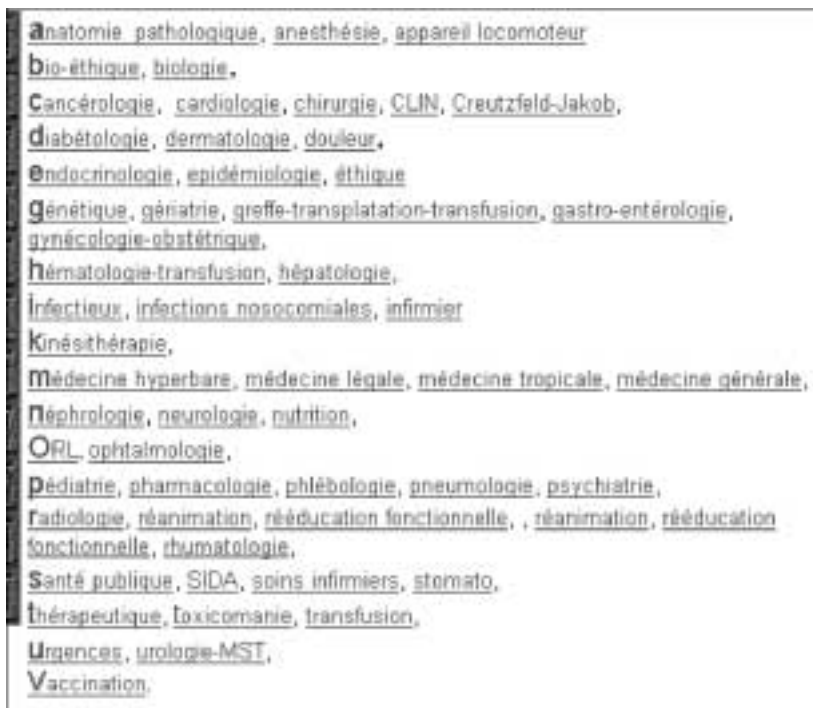 anatomie pathologique, anesthésie, appareil locomoteur
bio-éthique, biologie,
Cancérologie, cardiologie, chirurgie, CLIN, Creutzfeld-Jakob,
diabétologie, dermatologie, douleur,
endocrinologie, epidémiologie, éthique
génétique, gériatrie, greffe-transplatation-transfusion, gastro-entérologie,
gynécologie-obstétrique,
hématologie-transfusion, hépatologie,
infectieux, infections nosocomiales, infirmier
Kinésithérapie,
médecine hyperbare, médecine légale, médecine tropicale, médecine générale,
néphrologie, neurologie, nutrition,
ORL, ophtalmologie,
pédiatrie, pharmacologie, phlébologie, pneumologie, psychiatrie,
radiologie, réanimation, rééducation fonctionnelle, , réanimation, rééducation
fonctionnelle, rhumatologie,
Santé publique, SIDA, soins infirmiers, stomato,
thérapeutique, toxicomanie, transfusion,
Urgences, urologie-MST,
Vaccination.